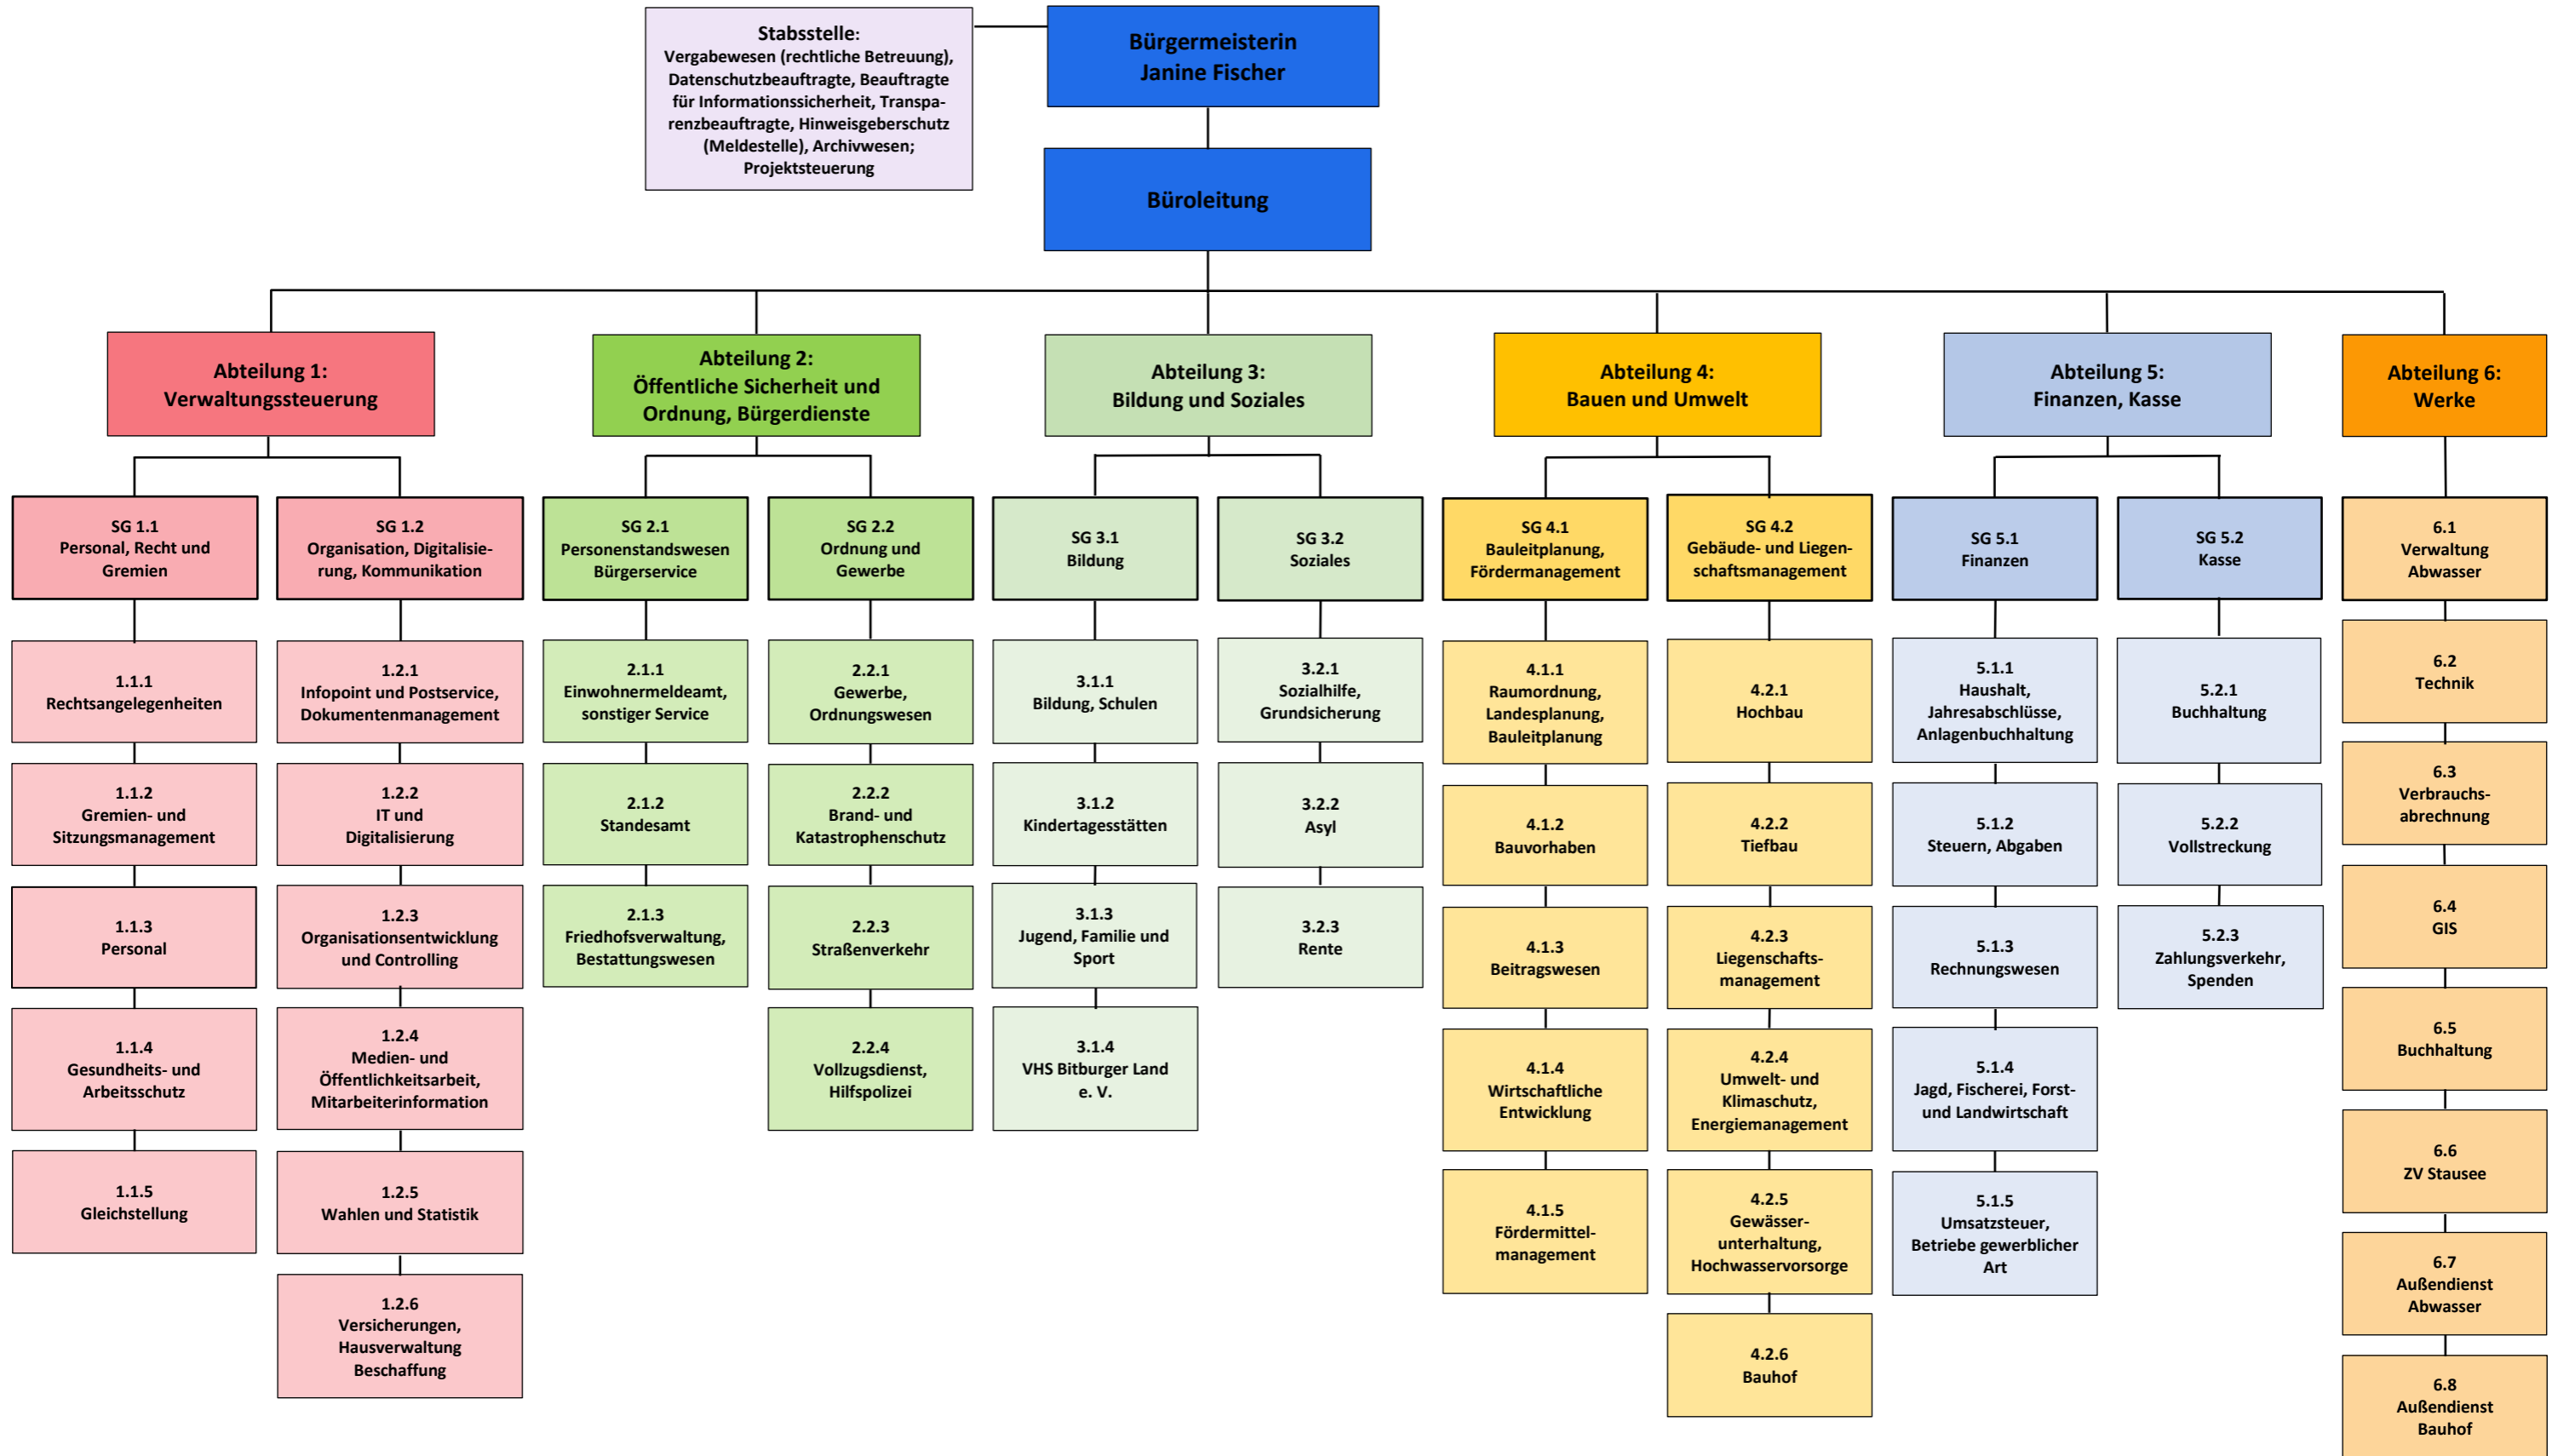 Stabsstelle:
Vergabewesen (rechtliche Betreuung),
Datenschutzbeauftragte, Beauftragte
für Informationssicherheit, Transpa-
renzbeauftragte, Hinweisgeberschutz
(Meldestelle), Archivwesen;
Projektsteuerung
Bürgermeisterin
Janine Fischer
Büroleitung
Abteilung 1:
Verwaltungssteuerung
Abteilung 2:
Öffentliche Sicherheit und
Ordnung, Bürgerdienste
Abteilung 3:
Bildung und Soziales
Abteilung 4:
Bauen und Umwelt
Abteilung 5:
Finanzen, Kasse
Abteilung 6:
Werke
SG 1.1
Personal, Recht und
Gremien
1.1.1
Rechtsangelegenheiten
1.1.2
Gremien- und
Sitzungsmanagement
1.1.3
Personal
1.1.4
Gesundheits- und
Arbeitsschutz
1.1.5
Gleichstellung
SG 1.2
Organisation, Digitalisie-
rung, Kommunikation
1.2.1
Infopoint und Postservice,
Dokumentenmanagement
1.2.2
IT und
Digitalisierung
1.2.3
Organisationsentwicklung
und Controlling
1.2.4
Medien- und
Öffentlichkeitsarbeit,
Mitarbeiterinformation
1.2.5
Wahlen und Statistik
1.2.6
Versicherungen,
Hausverwaltung
Beschaffung
SG 2.1
Personenstandswesen
Bürgerservice
2.1.1
Einwohnermeldeamt,
sonstiger Service
2.1.2
Standesamt
2.1.3
Friedhofsverwaltung,
Bestattungswesen
SG 2.2
Ordnung und
Gewerbe
2.2.1
Gewerbe,
Ordnungswesen
2.2.2
Brand- und
Katastrophenschutz
2.2.3
Straßenverkehr
2.2.4
Vollzugsdienst,
Hilfspolizei
SG 3.1
Bildung
3.1.1
Bildung, Schulen
3.1.2
Kindertagesstätten
3.1.3
Jugend, Familie und
Sport
3.1.4
VHS Bitburger Land
e. V.
SG 3.2
Soziales
3.2.1
Sozialhilfe,
Grundsicherung
3.2.2
Asyl
3.2.3
Rente
SG 4.1
Bauleitplanung,
Fördermanagement
4.1.1
Raumordnung,
Landesplanung,
Bauleitplanung
4.1.2
Bauvorhaben
4.1.3
Beitragswesen
4.1.4
Wirtschaftliche
Entwicklung
4.1.5
Fördermittel-
management
SG 4.2
Gebäude- und Liegen-
schaftsmanagement
4.2.1
Hochbau
4.2.2
Tiefbau
4.2.3
Liegenschafts-
management
4.2.4
Umwelt- und
Klimaschutz,
Energiemanagement
4.2.5
Gewässer-
unterhaltung,
Hochwasservorsorge
4.2.6
Bauhof
SG 5.1
Finanzen
5.1.1
Haushalt,
Jahresabschlüsse,
Anlagenbuchhaltung
5.1.2
Steuern, Abgaben
5.1.3
Rechnungswesen
5.1.4
Jagd, Fischerei, Forst-
und Landwirtschaft
5.1.5
Umsatzsteuer,
Betriebe gewerblicher
Art
SG 5.2
Kasse
5.2.1
Buchhaltung
5.2.2
Vollstreckung
5.2.3
Zahlungsverkehr,
Spenden
6.1
Verwaltung
Abwasser
6.2
Technik
6.3
Verbrauchs-
abrechnung
6.4
GIS
6.5
Buchhaltung
6.6
ZV Stausee
6.7
Außendienst
Abwasser
6.8
Außendienst
Bauhof